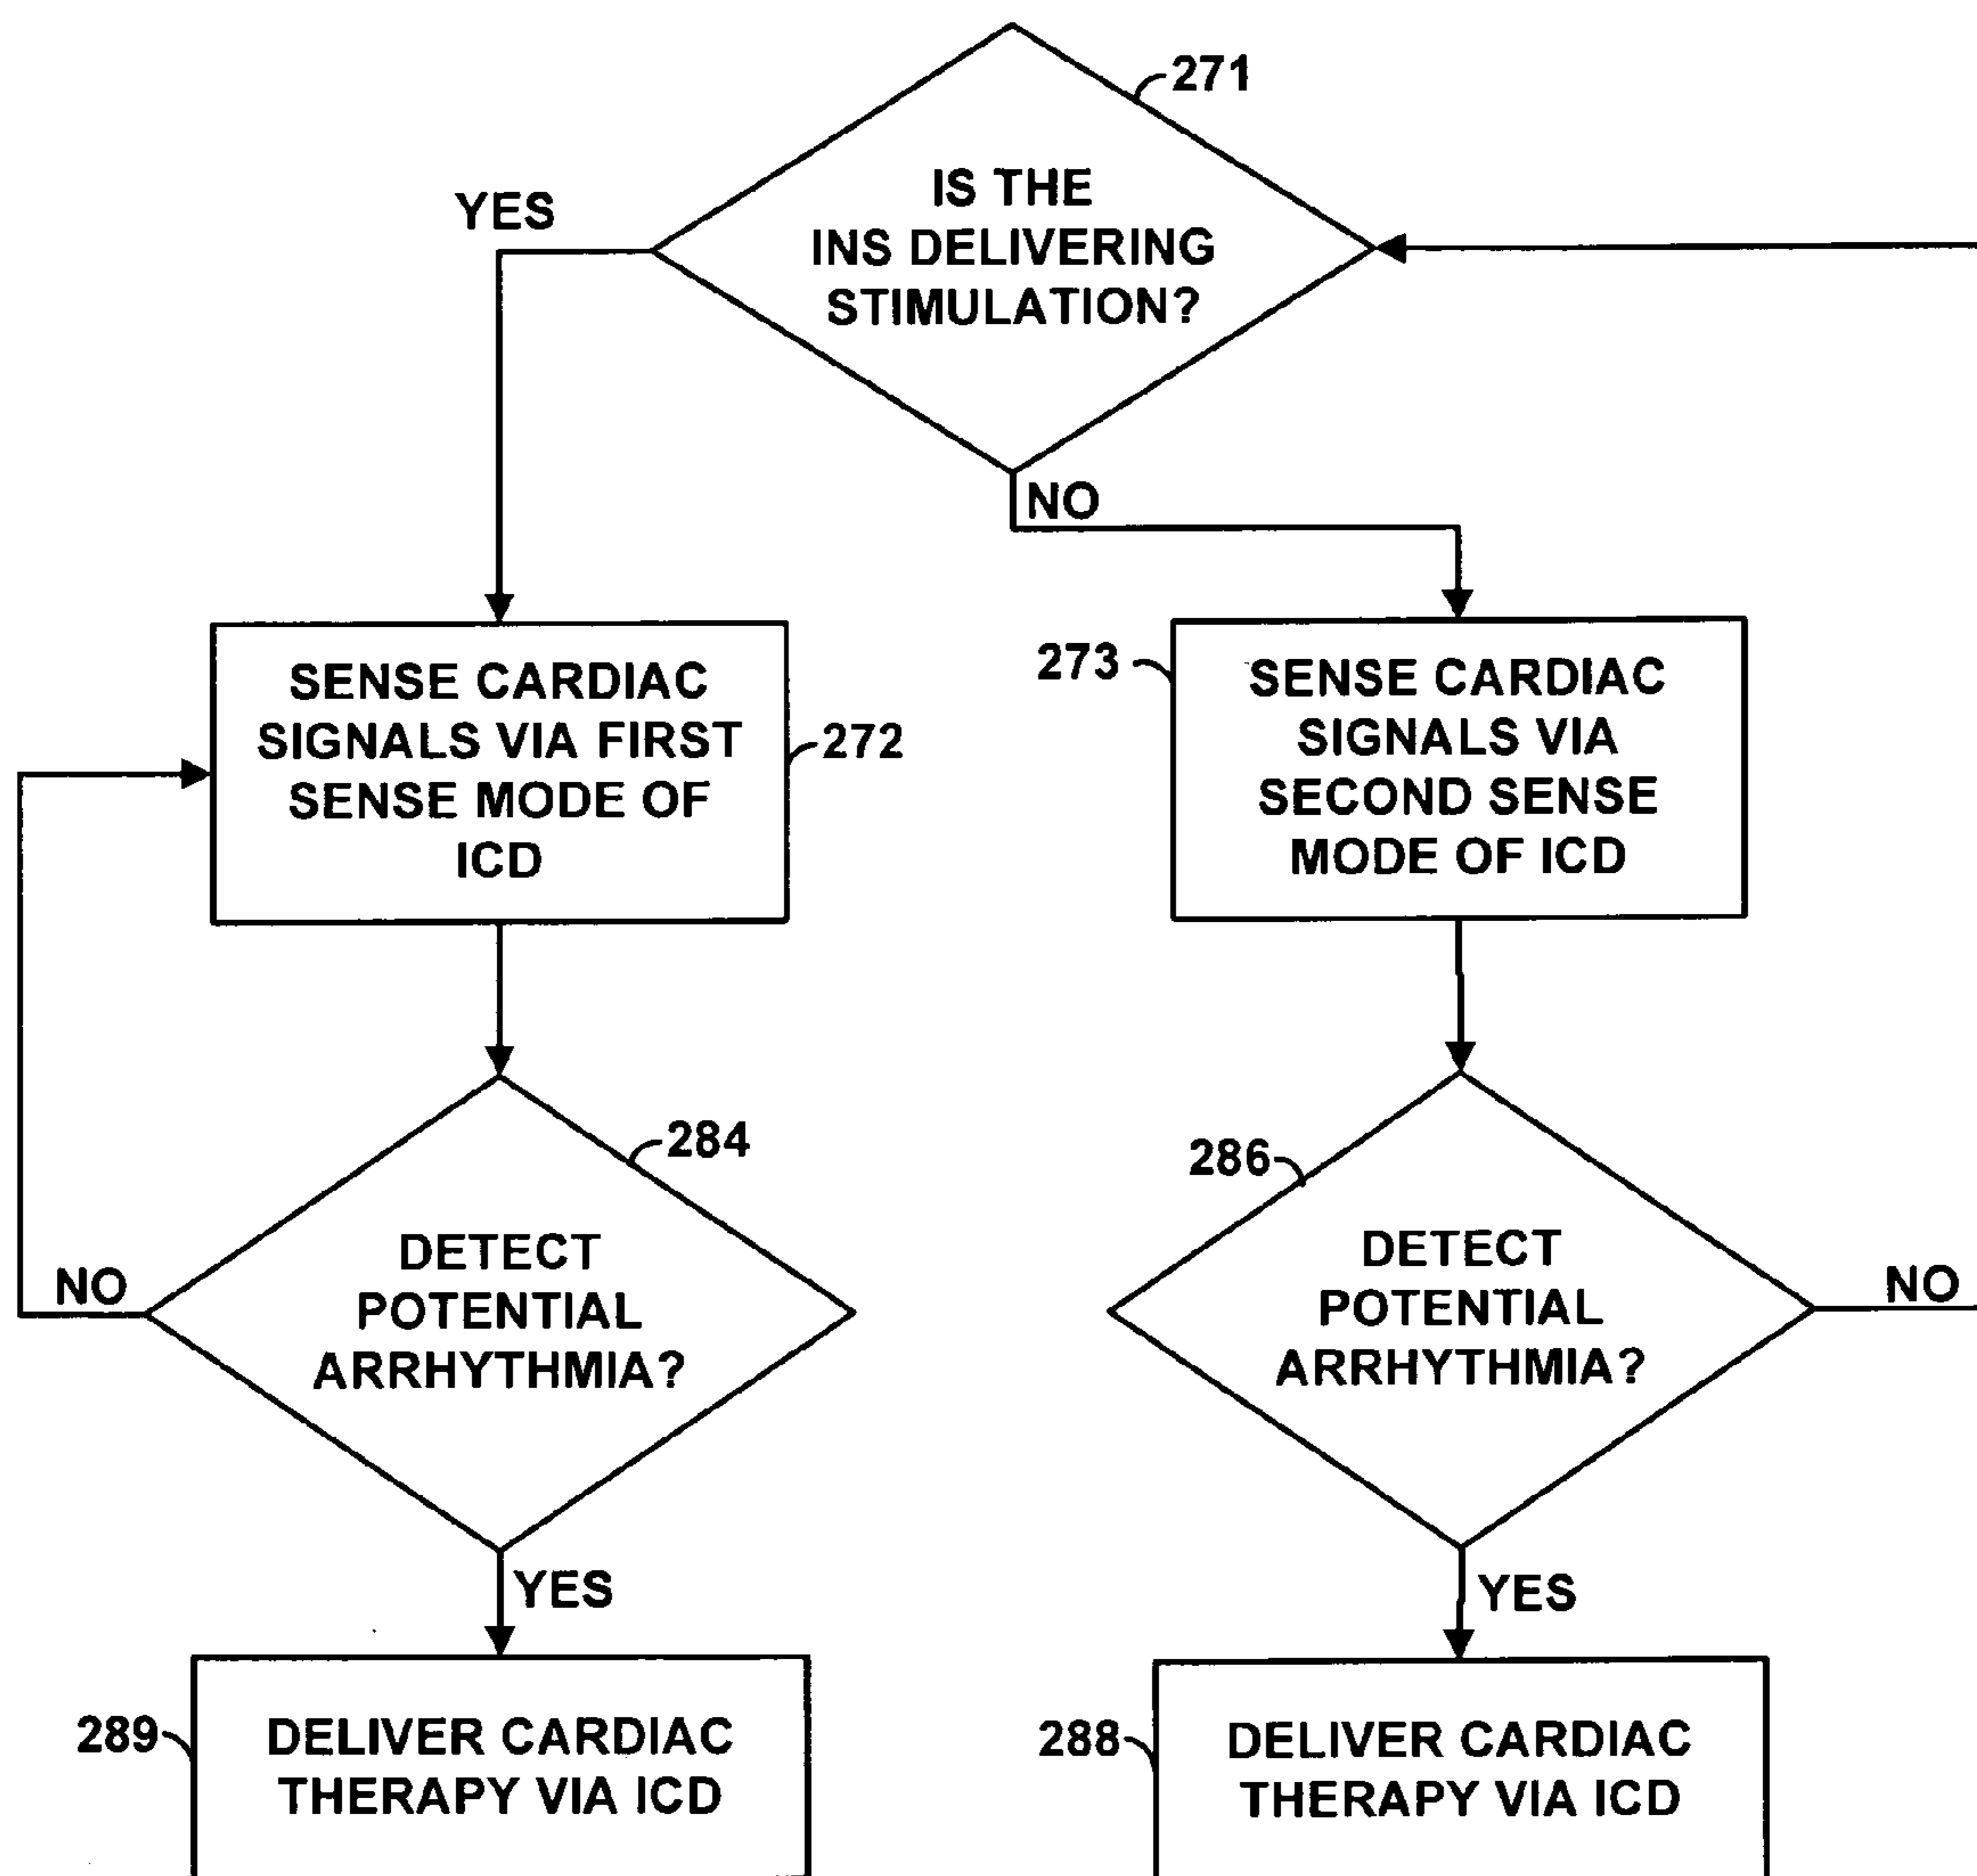 271
IS THE
INS DELIVERING
STIMULATION?
YES
NO
SENSE CARDIAC
SIGNALS VIA FIRST
SENSE MODE OF
ICD
272
273
SENSE CARDIAC
SIGNALS VIA
SECOND SENSE
MODE OF ICD
284
DETECT
POTENTIAL
ARRHYTHMIA?
NO
YES
286
DETECT
POTENTIAL
ARRHYTHMIA?
NO
YES
289
DELIVER CARDIAC
THERAPY VIA ICD
288
DELIVER CARDIAC
THERAPY VIA ICD